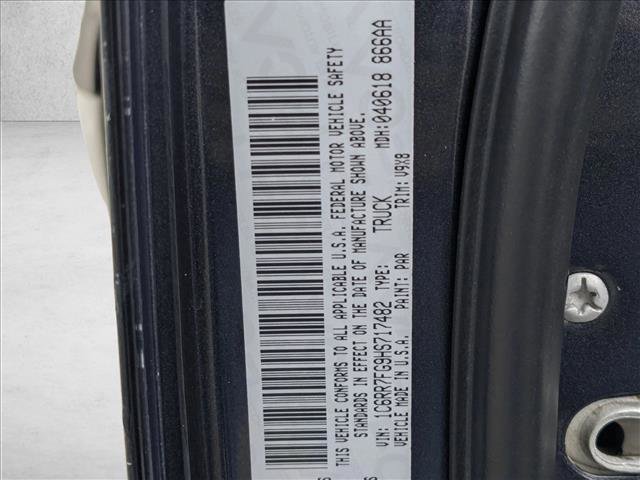 THIS VEHICLE CONFORMS TO ALL APPLICABLE U.S.A. FEDERAL MOTOR VEHICLE SAFETY
STANDARDS IN EFFECT ON THE DATE OF MANUFACTURE SHOWN ABOVE.
VIN: 1C6RR7FG9HS717482 TYPE: TRUCK MDH: 040618 866AA
VEHICLE MADE IN U.S.A. PAINT: PAR TRIM: V9X8